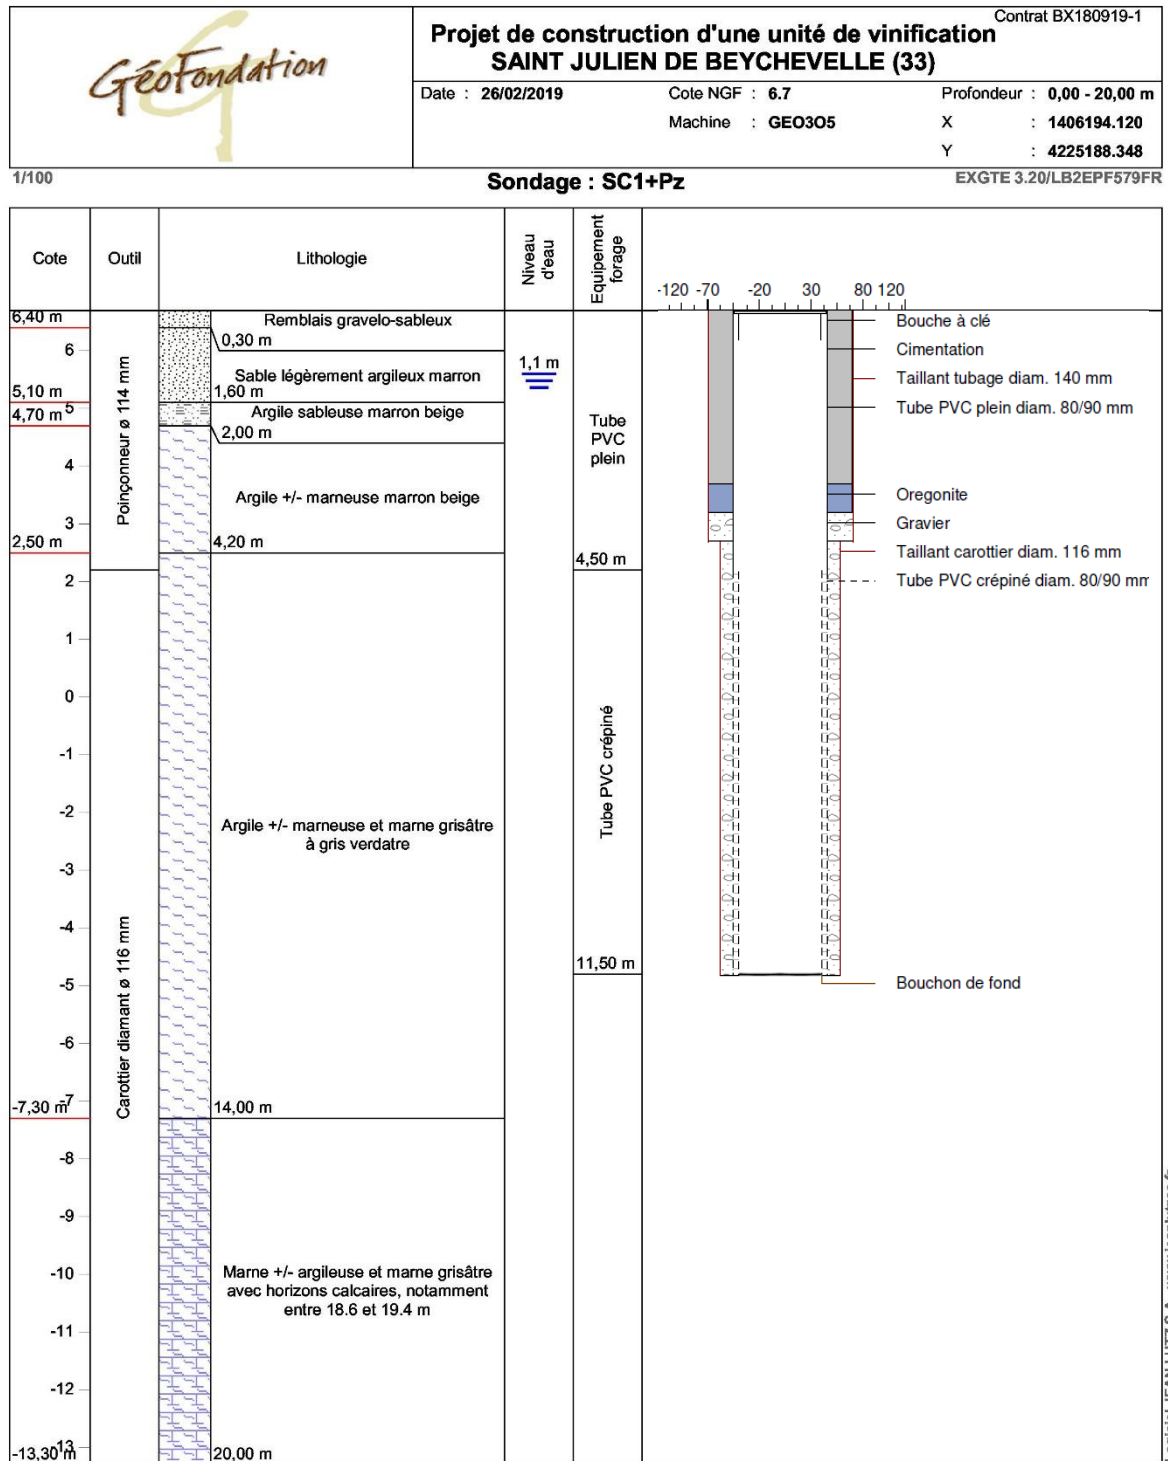 GéoFondation
Contrat BX180919-1
Projet de construction d'une unité de vinification
SAINT JULIEN DE BEYCHEVELLE (33)
Date : 26/02/2019
Cote NGF : 6.7
Profondeur : 0,00 - 20,00 m
Machine : GEO3O5
X : 1406194.120
Y : 4225188.348
1/100
Sondage : SC1+Pz
EXGTE 3.20/LB2EPF579FR
Cote
Outil
Lithologie
Niveau
d'eau
Equipement
forage
-120 -70 -20 30 80 120
6,40 m
6
5,10 m
5
4,70 m
4
3
2,50 m
2
1
0
-1
-2
-3
-4
-5
-6
-7
-7,30 m
-8
-9
-10
-11
-12
-13
-13,30 m
Poinçonneur ø 114 mm
Carottier diamant ø 116 mm
Remblais gravelo-sableux
0,30 m
Sable légèrement argileux marron
1,60 m
Argile sableuse marron beige
2,00 m
Argile +/- marneuse marron beige
4,20 m
Argile +/- marneuse et marne grisâtre
à gris verdatre
14,00 m
Marne +/- argileuse et marne grisâtre
avec horizons calcaires, notamment
entre 18.6 et 19.4 m
20,00 m
1,1 m
Tube
PVC
plein
4,50 m
Tube PVC crépiné
11,50 m
Bouche à clé
Cimentation
Taillant tubage diam. 140 mm
Tube PVC plein diam. 80/90 mm
Oregonite
Gravier
Taillant carottier diam. 116 mm
Tube PVC crépiné diam. 80/90 mm
Bouchon de fond